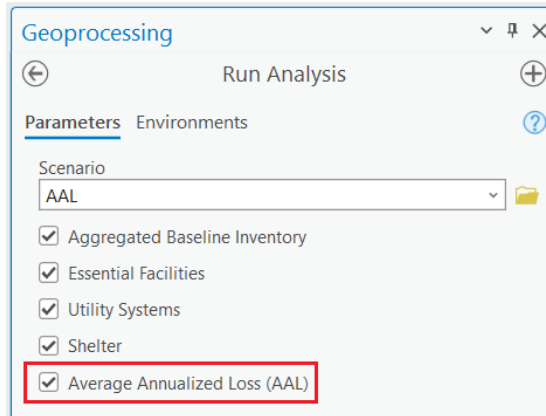 Geoprocessing
Run Analysis
Parameters Environments
Scenario
AAL
Aggregated Baseline Inventory
Essential Facilities
Utility Systems
Shelter
Average Annualized Loss (AAL)